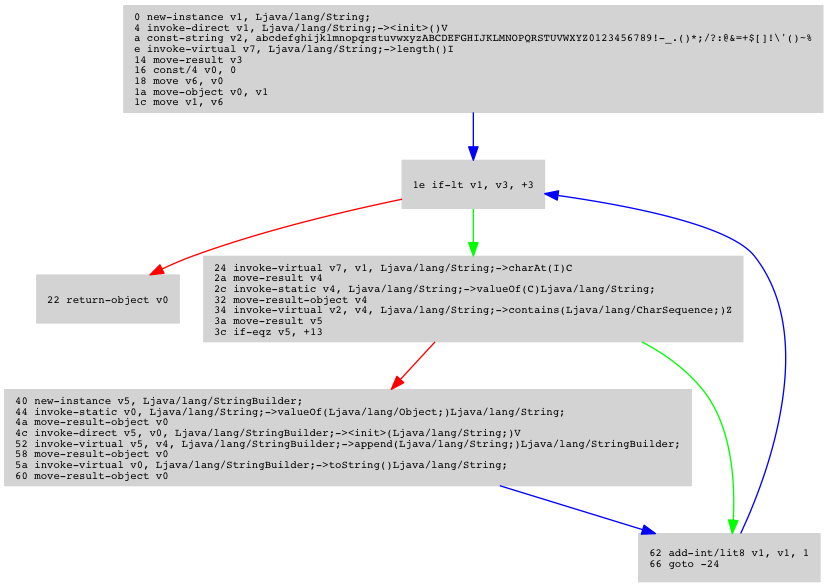 0 new-instance v1, Ljava/lang/String;
4 invoke-direct v1, Ljava/lang/String;-><init>()V
a const-string v2, abcdefghijklmnopqrstuvwxyzABCDEFGHIJKLMNOPQRSTUVWXYZ0123456789!-_.()*;/?:@&=+$[]!\'()~%
e invoke-virtual v7, Ljava/lang/String;->length()I
14 move-result v3
16 const/4 v0, 0
18 move v6, v0
1a move-object v0, v1
1c move v1, v6
1e if-lt v1, v3, +3
22 return-object v0
24 invoke-virtual v7, v1, Ljava/lang/String;->charAt(I)C
2a move-result v4
2c invoke-static v4, Ljava/lang/String;->valueOf(C)Ljava/lang/String;
32 move-result-object v4
34 invoke-virtual v2, v4, Ljava/lang/String;->contains(Ljava/lang/CharSequence;)Z
3a move-result v5
3c if-eqz v5, +13
40 new-instance v5, Ljava/lang/StringBuilder;
44 invoke-static v0, Ljava/lang/String;->valueOf(Ljava/lang/Object;)Ljava/lang/String;
4a move-result-object v0
4c invoke-direct v5, v0, Ljava/lang/StringBuilder;-><init>(Ljava/lang/String;)V
52 invoke-virtual v5, v4, Ljava/lang/StringBuilder;->append(Ljava/lang/String;)Ljava/lang/StringBuilder;
58 move-result-object v0
5a invoke-virtual v0, Ljava/lang/StringBuilder;->toString()Ljava/lang/String;
60 move-result-object v0
62 add-int/lit8 v1, v1, 1
66 goto -24